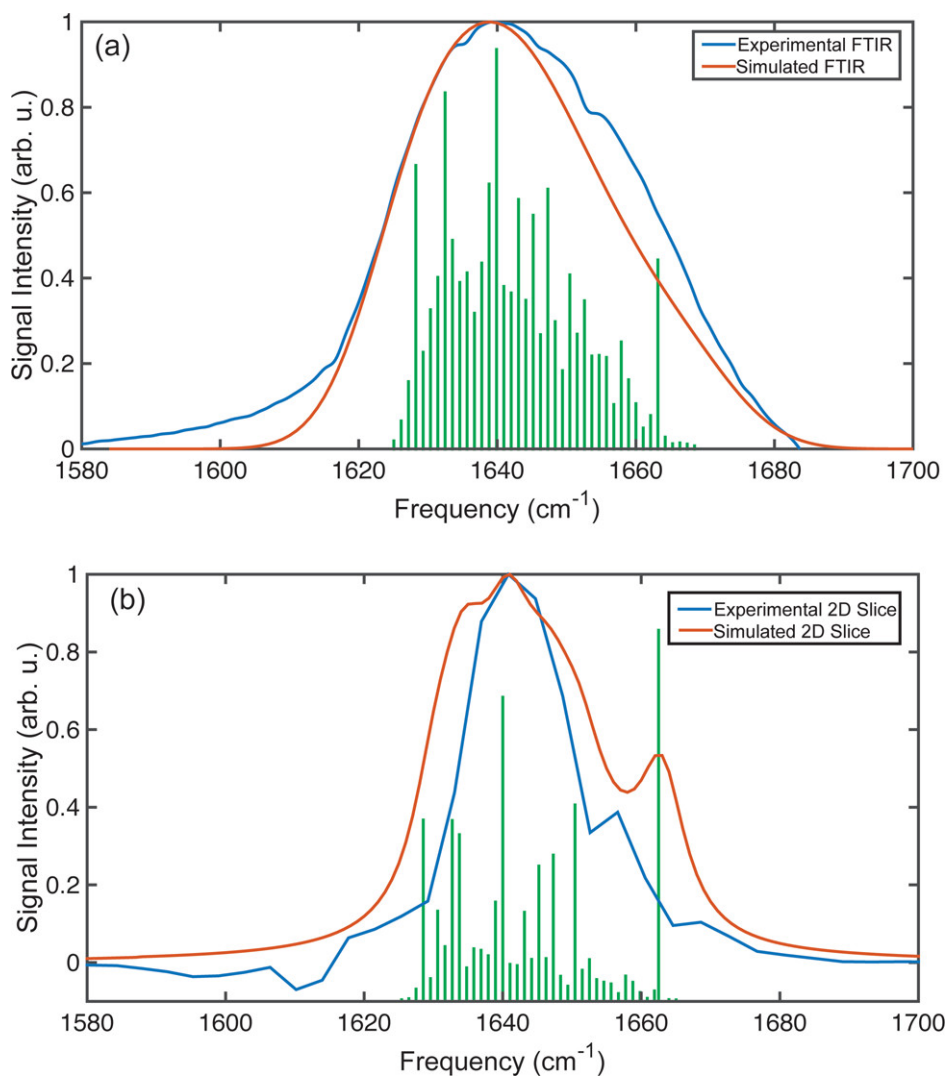 (a)
Experimental FTIR
Simulated FTIR
Signal Intensity (arb. u.)
1
0.8
0.6
0.4
0.2
0
1580 1600 1620 1640 1660 1680 1700
Frequency (cm⁻¹)
(b)
Experimental 2D Slice
Simulated 2D Slice
Signal Intensity (arb. u.)
1
0.8
0.6
0.4
0.2
0
1580 1600 1620 1640 1660 1680 1700
Frequency (cm⁻¹)